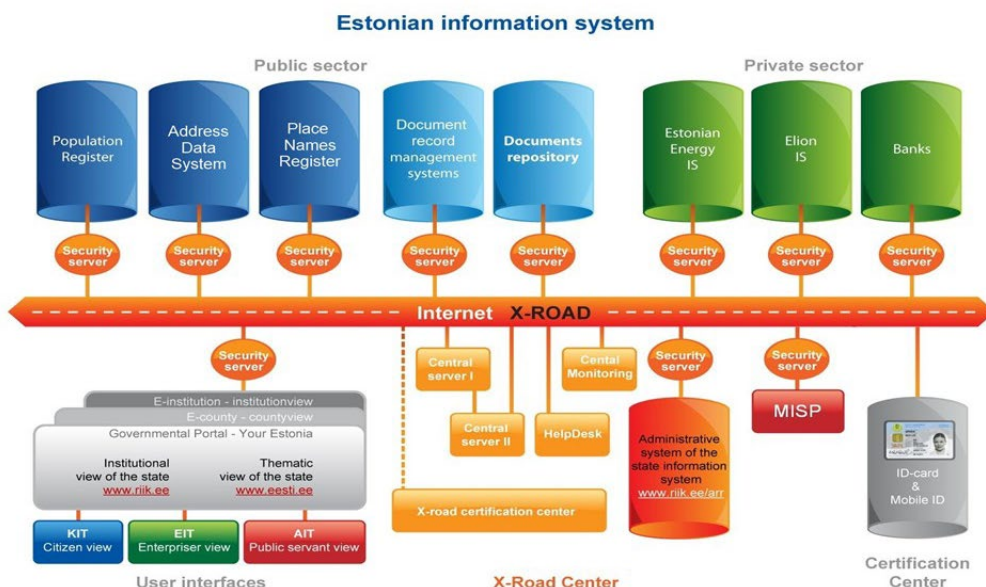 Estonian information system
Public sector
Private sector
Population
Register
Address
Data
System
Place
Names
Register
Document
record
management
systems
Documents
repository
Estonian
Energy
IS
Elion
IS
Banks
Security
server
Security
server
Security
server
Security
server
Security
server
Security
server
Security
server
Security
server
Internet X-ROAD
Security
server
Central
server I
Cental
Monitoring
Security
server
Security
server
E-institution - institutionview
E-county - countyview
Governmental Portal - Your Estonia
Institutional
view of the state
www.riik.ee
Thematic
view of the state
www.eesti.ee
Central
server II
HelpDesk
MISP
Administrative
system of the
state information
system
www.riik.ee/arr
ID-card
&
Mobile ID
X-road certification center
KIT
Citizen view
EIT
Enterpriser view
AIT
Public servant view
User interfaces
X-Road Center
Certification
Center